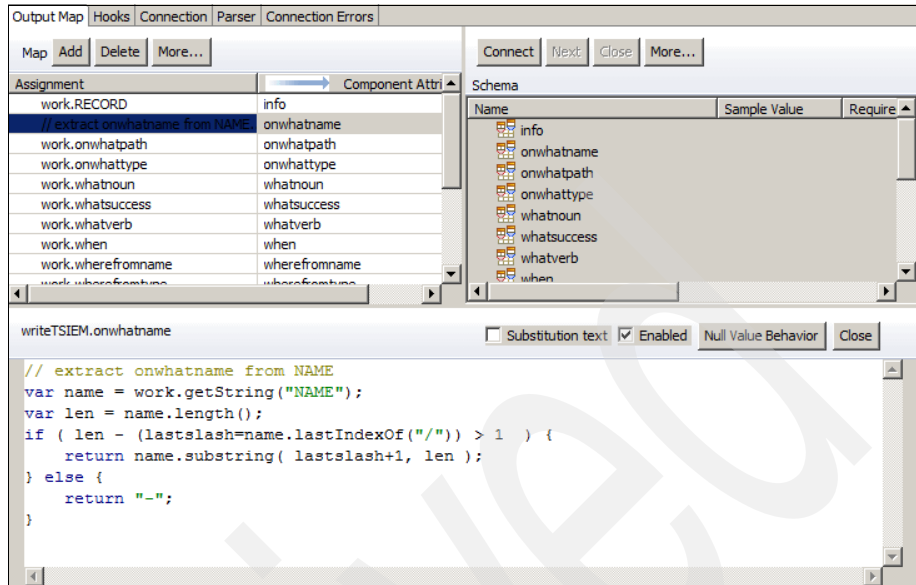 Output Map Hooks Connection Parser Connection Errors
Map Add Delete More...
Connect Next Close More...
Assignment Component Attri
Schema
work.RECORD info
Name Sample Value Require
// extract onwhatname from NAME. onwhatname
info
work.onwhatpath onwhatpath
onwhatname
work.onwhattype onwhattype
onwhatpath
work.whatnoun whatnoun
onwhattype
work.whatsuccess whatsuccess
whatnoun
work.whatverb whatverb
whatsuccess
work.when when
whatverb
work.wherefromname wherefromname
when
work.wherefromtype wherefromtype
writeTSIEM.onwhatname Substitution text Enabled Null Value Behavior Close
// extract onwhatname from NAME
var name = work.getString("NAME");
var len = name.length();
if ( len - (lastslash=name.lastIndexOf("/")) > 1 ) {
return name.substring( lastslash+1, len );
} else {
return "-";
}